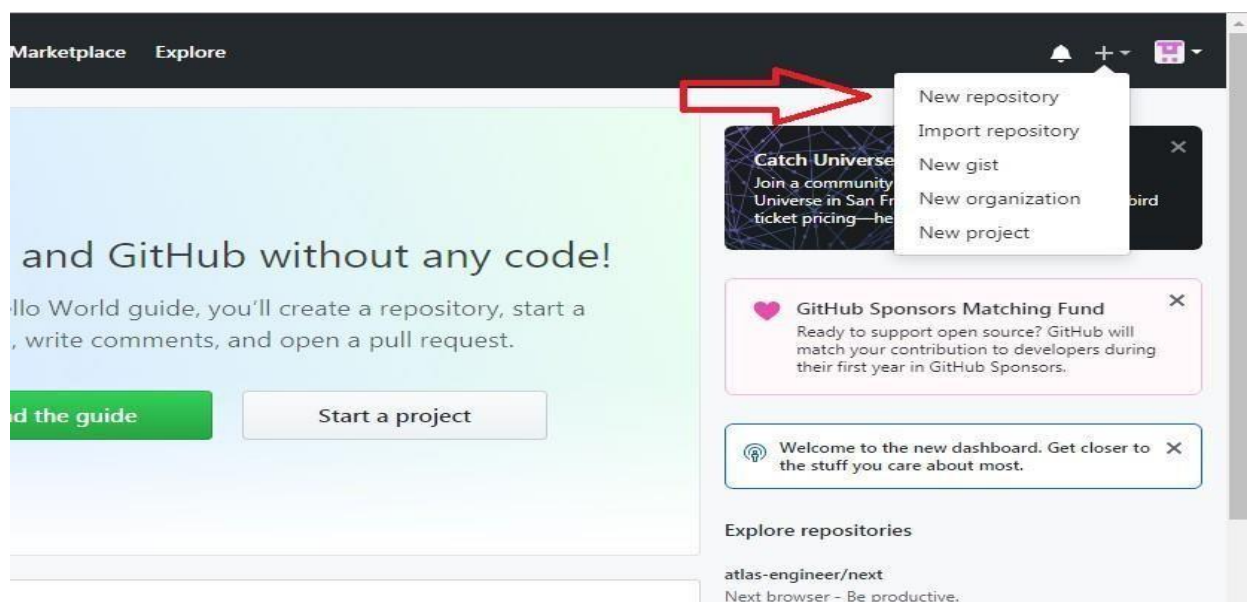 Marketplace Explore
New repository
Import repository
New gist
New organization
New project
Catch Universe
Join a community
Universe in San Fr bird
ticket pricing—he
and GitHub without any code!
llo World guide, you’ll create a repository, start a
, write comments, and open a pull request.
d the guide
Start a project
GitHub Sponsors Matching Fund
Ready to support open source? GitHub will
match your contribution to developers during
their first year in GitHub Sponsors.
Welcome to the new dashboard. Get closer to
the stuff you care about most.
Explore repositories
atlas-engineer/next
Next browser - Be productive.